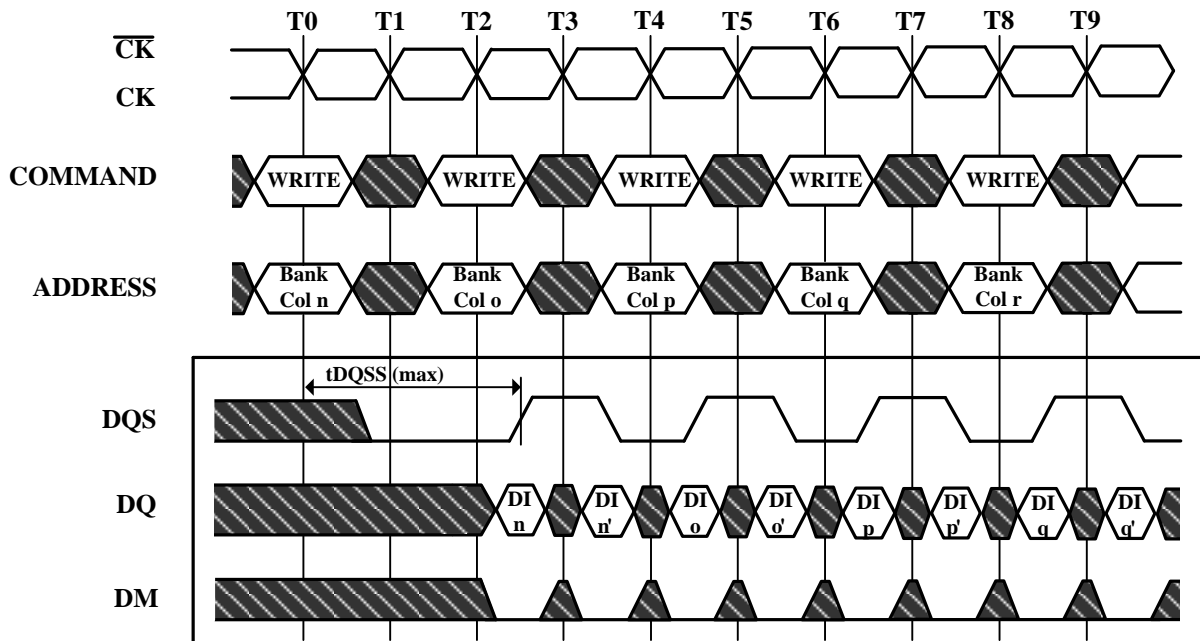 T0 T1 T2 T3 T4 T5 T6 T7 T8 T9
CK
CK
COMMAND
WRITE WRITE WRITE WRITE WRITE
ADDRESS
Bank Bank Bank Bank Bank
Col n Col o Col p Col q Col r
tDQSS (max)
DQS
DQ
DI DI DI DI DI DI DI DI
n n' o o' p p' q q'
DM